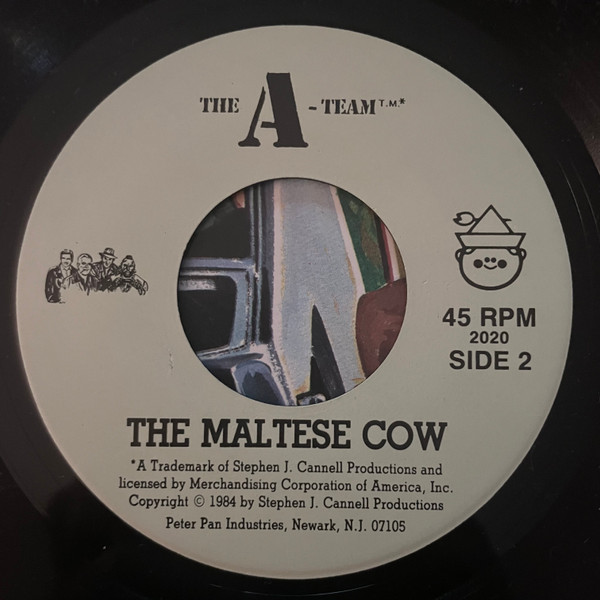 THE A-TEAM T.M.*
45 RPM
2020
SIDE 2
THE MALTESE COW
*A Trademark of Stephen J. Cannell Productions and
licensed by Merchandising Corporation of America, Inc.
Copyright © 1984 by Stephen J. Cannell Productions
Peter Pan Industries, Newark, N.J. 07105